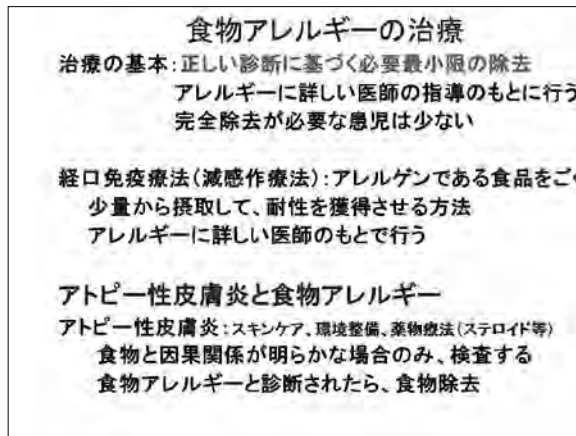 食物アレルギーの治療
治療の基本:正しい診断に基づく必要最小限の除去
アレルギーに詳しい医師の指導のもとに行う
完全除去が必要な患児は少ない
経口免疫療法(減感作療法):アレルゲンである食品をごく
少量から摂取して、耐性を獲得させる方法
アレルギーに詳しい医師のもとで行う
アトピー性皮膚炎と食物アレルギー
アトピー性皮膚炎:スキンケア、環境整備、薬物療法(ステロイド等)
食物と因果関係が明らかな場合のみ、検査する
食物アレルギーと診断されたら、食物除去